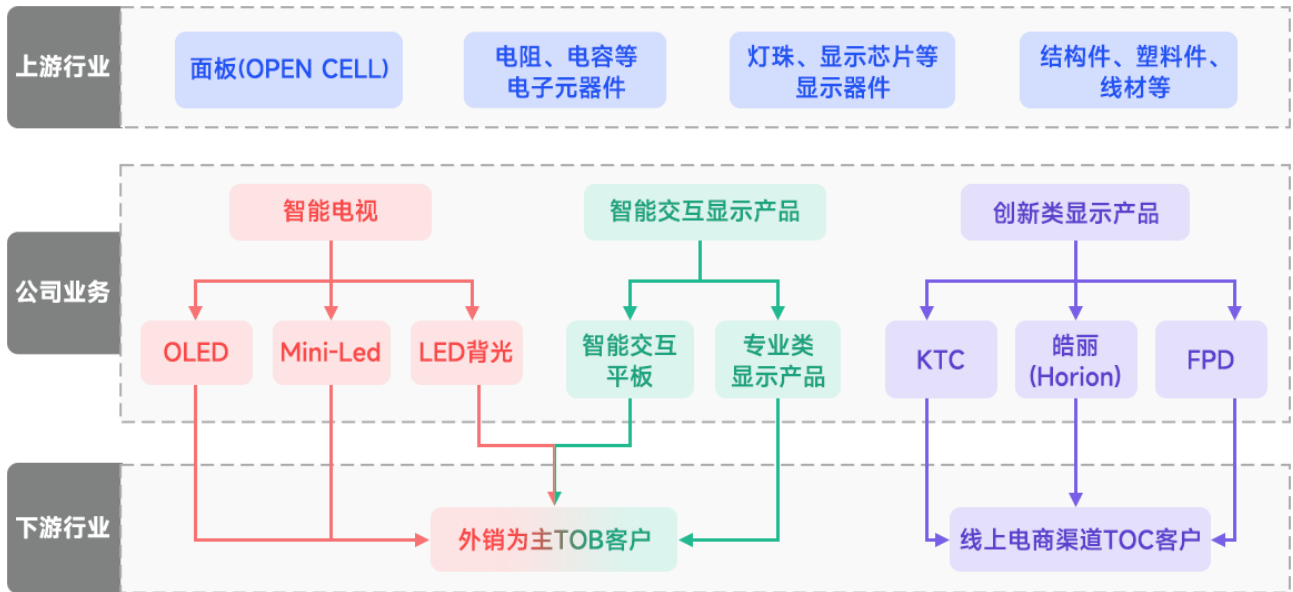 上游行业
面板(OPEN CELL)
电阻、电容等
电子元器件
灯珠、显示芯片等
显示器件
结构件、塑料件、
线材等
公司业务
智能电视
智能交互显示产品
创新类显示产品
OLED
Mini-Led
LED背光
智能交互
平板
专业类
显示产品
KTC
皓丽
(Horion)
FPD
下游行业
外销为主TOB客户
线上电商渠道TOC客户